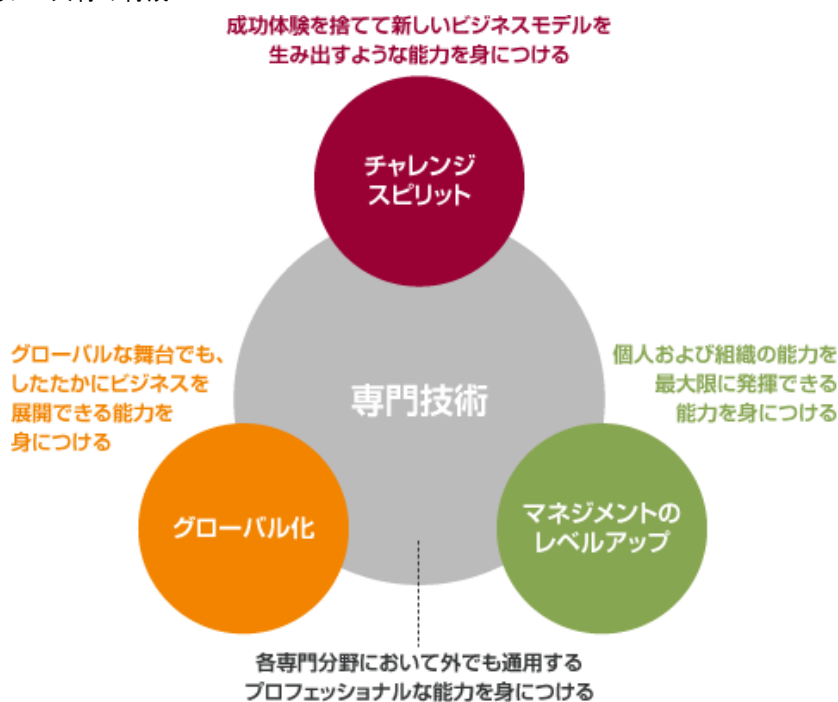 成功体験を捨てて新しいビジネスモデルを
生み出すような能力を身につける
チャレンジ
スピリット
グローバルな舞台でも、
したたかにビジネスを
展開できる能力を
身につける
個人および組織の能力を
最大限に発揮できる
能力を身につける
専門技術
グローバル化
マネジメントの
レベルアップ
各専門分野において外でも通用する
プロフェッショナルな能力を身につける